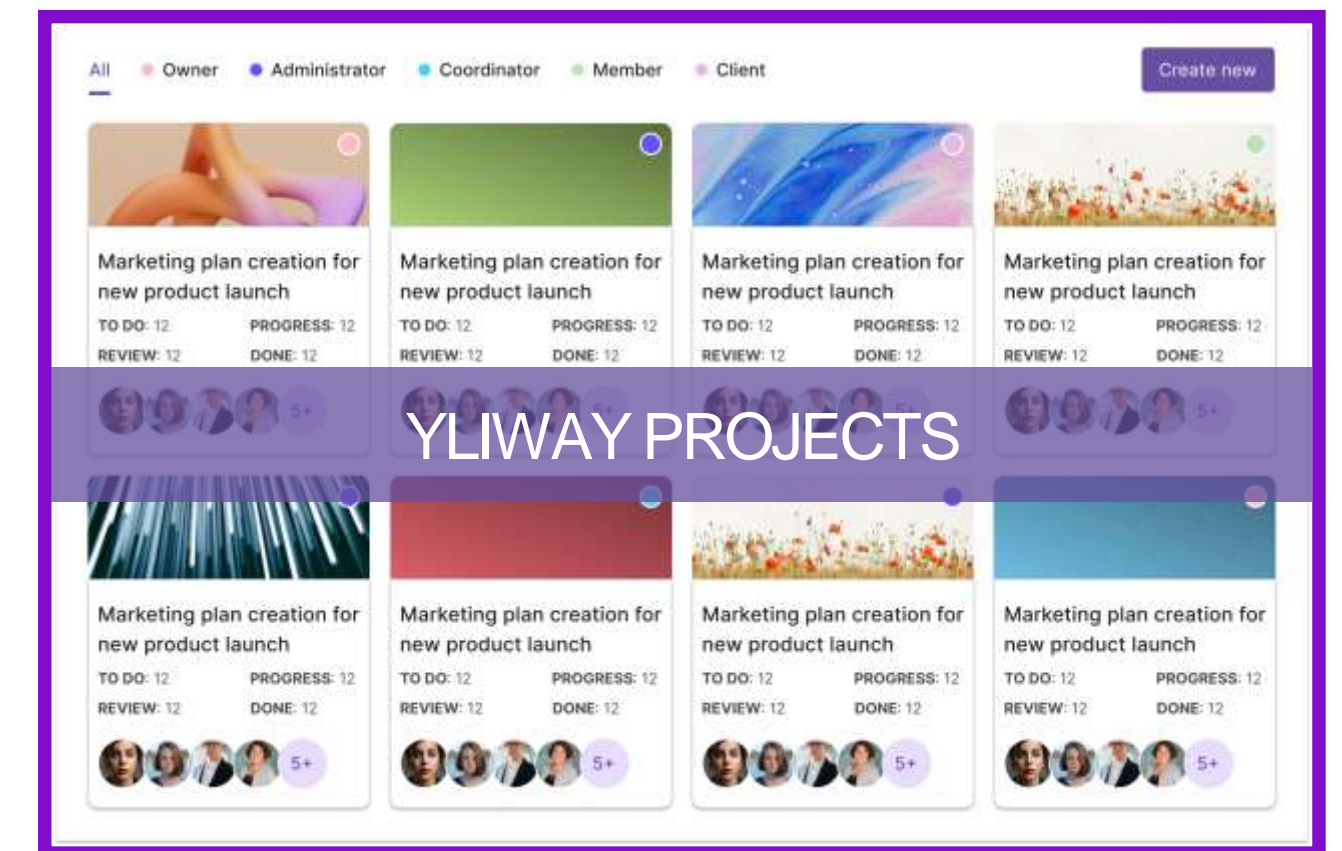 All Owner Administrator Coordinator Member Client Create new
Marketing plan creation for Marketing plan creation for Marketing plan creation for Marketing plan creation for
new product launch new product launch new product launch new product launch
TO DO: 12 PROGRESS: 12 TO DO: 12 PROGRESS: 12 TO DO: 12 PROGRESS: 12 TO DO: 12 PROGRESS: 12
REVIEW: 12 DONE: 12 REVIEW: 12 DONE: 12 REVIEW: 12 DONE: 12 REVIEW: 12 DONE: 12
5+ 5+ 5+ 5+
YLIWAY PROJECTS
Marketing plan creation for Marketing plan creation for Marketing plan creation for Marketing plan creation for
new product launch new product launch new product launch new product launch
TO DO: 12 PROGRESS: 12 TO DO: 12 PROGRESS: 12 TO DO: 12 PROGRESS: 12 TO DO: 12 PROGRESS: 12
REVIEW: 12 DONE: 12 REVIEW: 12 DONE: 12 REVIEW: 12 DONE: 12 REVIEW: 12 DONE: 12
5+ 5+ 5+ 5+